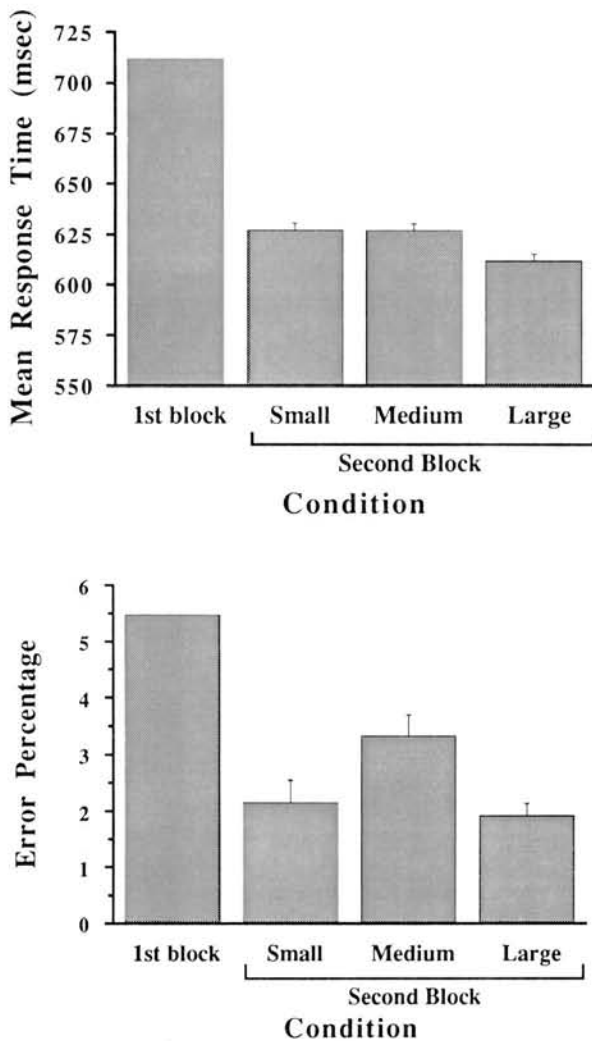 Mean Response Time (msec)
725
700
675
650
625
600
575
550
1st block Small Medium Large
Second Block
Condition
Error Percentage
6
5
4
3
2
1
0
1st block Small Medium Large
Second Block
Condition